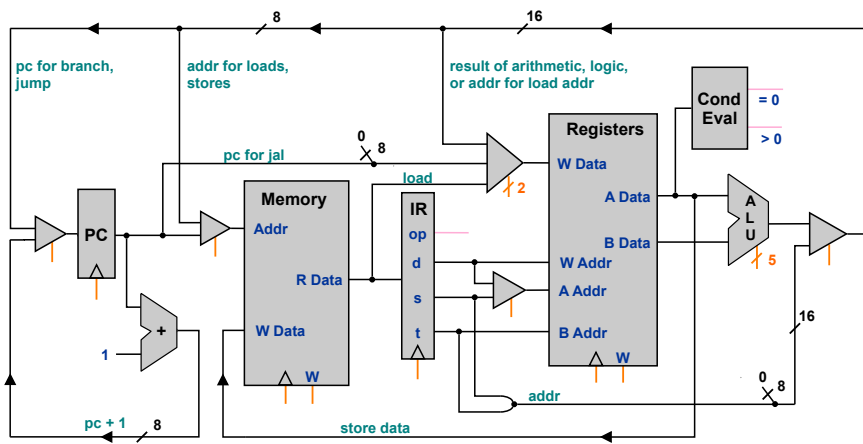 8
16
pc for branch,
jump
addr for loads,
stores
result of arithmetic, logic,
or addr for load addr
Cond
Eval
= 0
> 0
0
8
pc for jal
Registers
W Data
A Data
B Data
W Addr
A Addr
B Addr
W
2
load
Memory
Addr
R Data
W Data
W
IR
op
d
s
t
PC
A
L
U
5
16
+
1
addr
0
8
pc + 1
8
store data